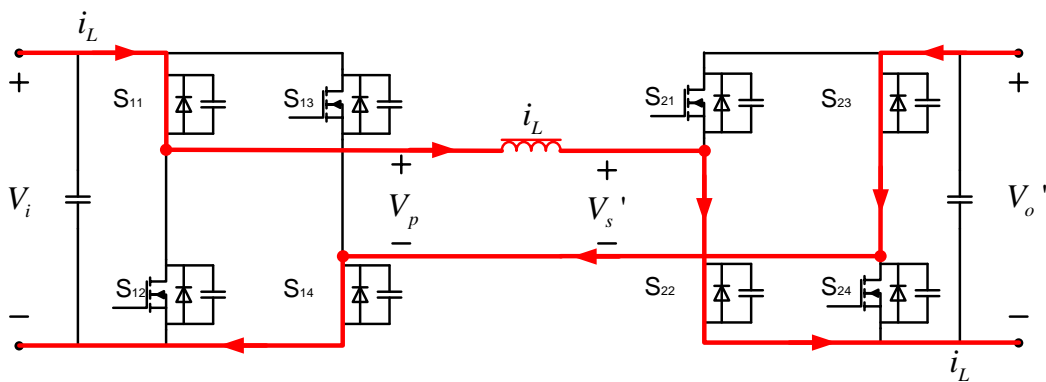 i_L
+
S11
S13
i_L
S21
S23
+
V_i
+
V_p
−
+
V_s'
−
V_o'
S12
S14
S22
S24
−
−
i_L